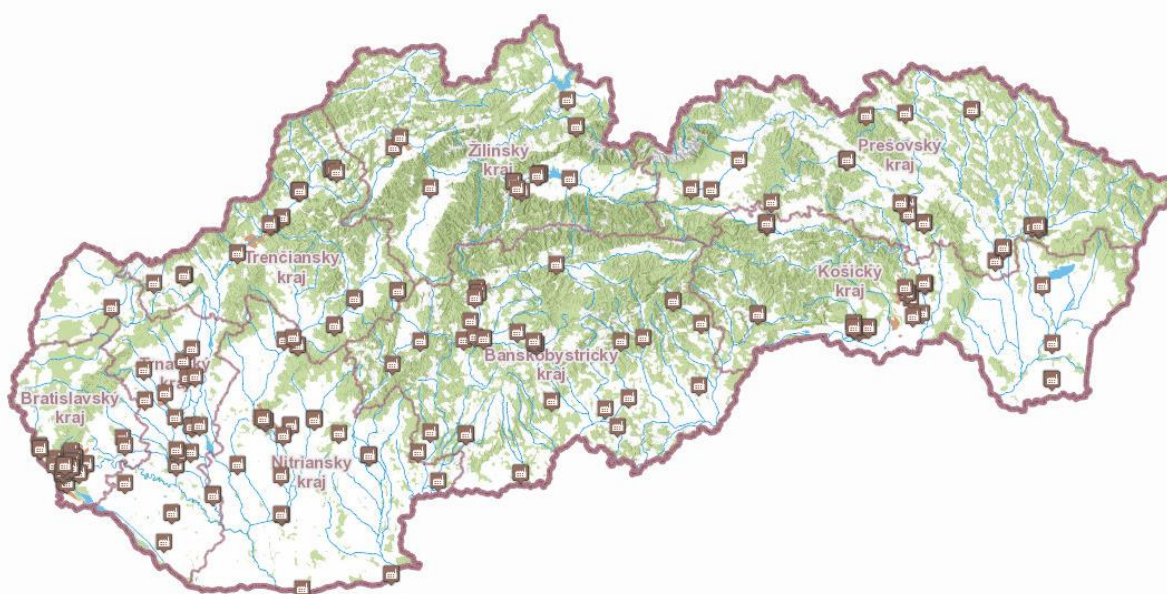 Žilinský
kraj
Prešovský
kraj
Trenčiansky
kraj
Košický
kraj
Banskobystrický
kraj
Bratislavský
kraj
Nitriansky
kraj